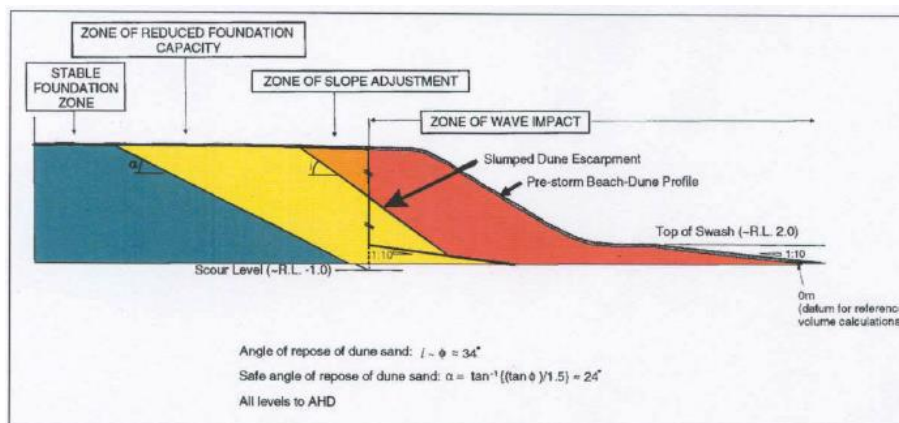 ZONE OF REDUCED FOUNDATION
CAPACITY
STABLE
FOUNDATION
ZONE
ZONE OF SLOPE ADJUSTMENT
ZONE OF WAVE IMPACT
α
i
Slumped Dune Escarpment
Pre-storm Beach-Dune Profile
Top of Swash (~R.L. 2.0)
1:10
1:10
Scour Level (~R.L. -1.0)
0m
(datum for reference
volume calculations
Angle of repose of dune sand: i ~ ϕ ≈ 34°
Safe angle of repose of dune sand: α = tan⁻¹{(tan ϕ )/1.5} ≈ 24°
All levels to AHD